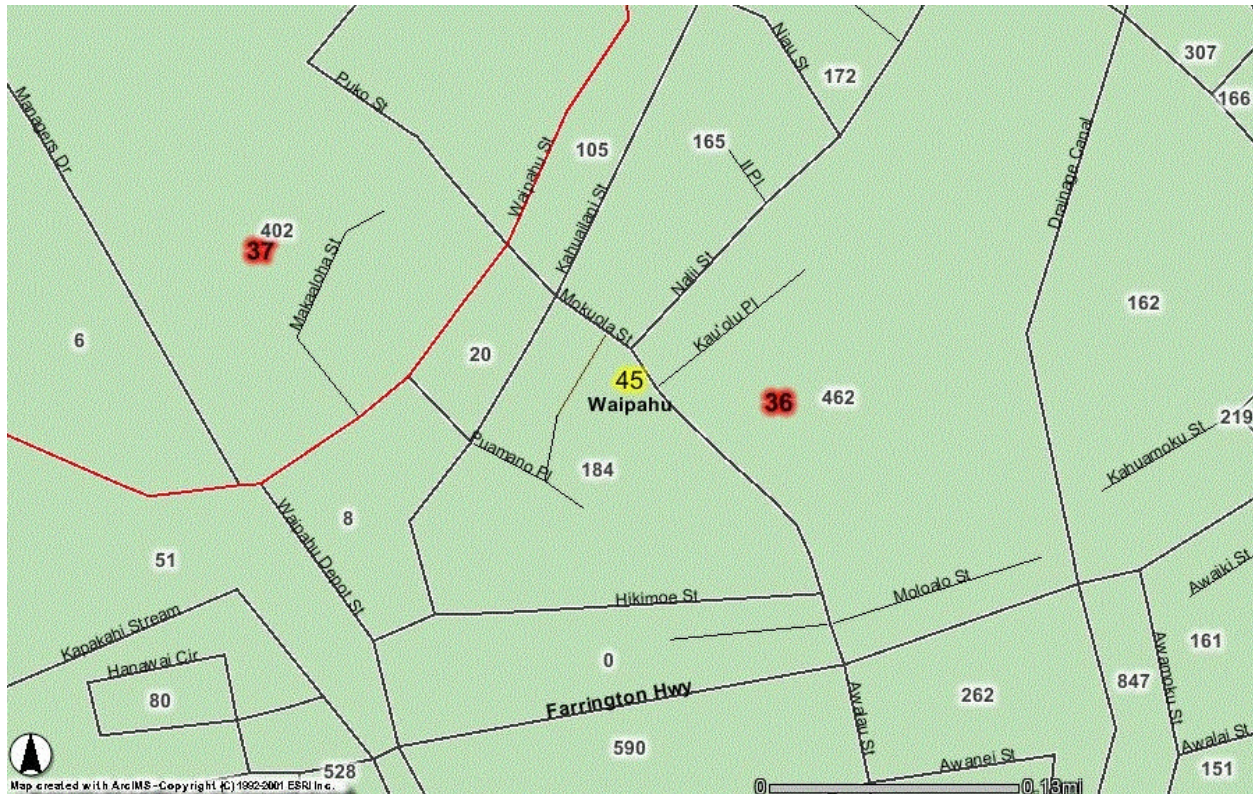 307
Niau St
172
166
Puko St
Managers Dr
105
165
Waipahu St
Il Pl
Drainage Canal
402
37
Kahuailani St
Makaaloha St
Nalii St
Mokuola St
Kau'olu Pl
162
6
20
45
Waipahu
36
462
219
Kahuamoku St
Puamano Pl
184
8
Waipahu Depot St
51
Awaiki St
Moloalo St
Hikimoe St
Kapakahi Stream
Hanawai Cir
161
0
80
Awamoku St
847
Farrington Hwy
262
Awalau St
590
Awalai St
Awanei St
528
151
Map created with ArcIMS - Copyright (C) 1992-2001 ESRI Inc.
0
0.13mi